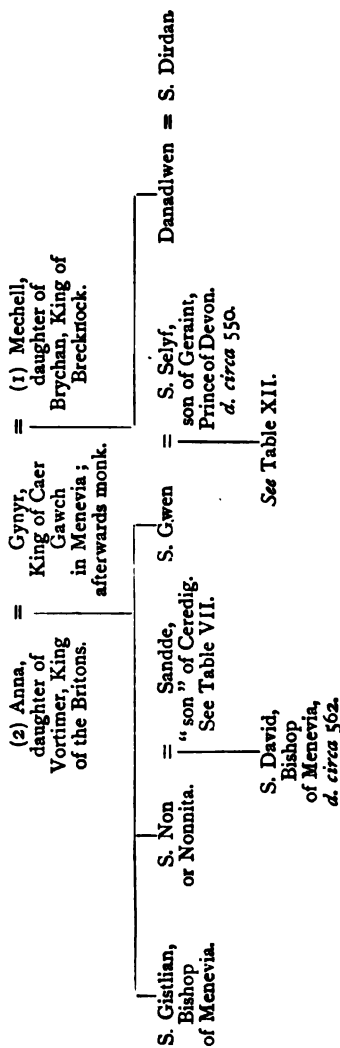 (2) Anna,
daughter of
Vortimer, King
of the Britons.
=
Gynyr,
King of Caer
Gawch
in Menevia;
afterwards monk.
=
(1) Mechell,
daughter of
Brychan, King of
Brecknock.
S. Gistlian,
Bishop
of Menevia.
S. Non
or Nonnita.
=
Sandde,
"son" of Ceredig.
See Table VII.
S. Gwen
=
S. Selyf,
son of Geraint,
Prince of Devon.
d. circa 550.
Danadlwen = S. Dirdan.
S. David,
Bishop
of Menevia,
d. circa 562.
See Table XII.